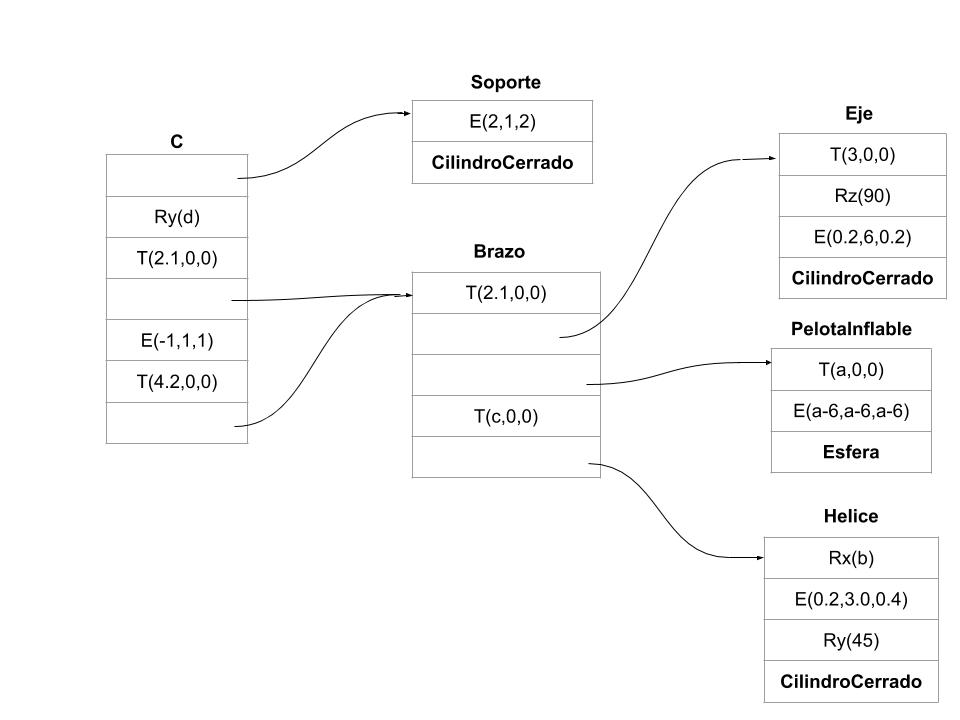 C
Ry(d)
T(2.1,0,0)
E(-1,1,1)
T(4.2,0,0)
Soporte
E(2,1,2)
CilindroCerrado
Brazo
T(2.1,0,0)
T(c,0,0)
Eje
T(3,0,0)
Rz(90)
E(0.2,6,0.2)
CilindroCerrado
PelotaInflable
T(a,0,0)
E(a-6,a-6,a-6)
Esfera
Helice
Rx(b)
E(0.2,3.0,0.4)
Ry(45)
CilindroCerrado